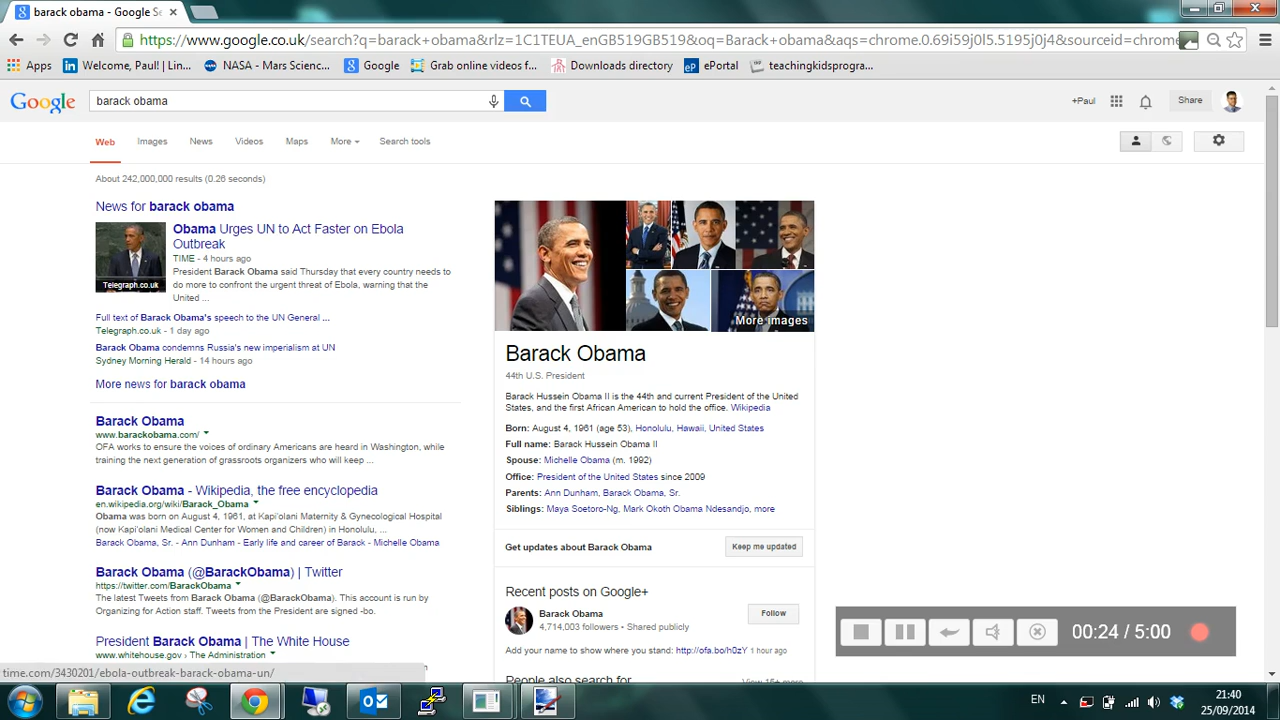 barack obama - Google Se
https://www.google.co.uk/search?q=barack+obama&rlz=1C1TEUA_enGB519GB519&oq=Barack+obama&aqs=chrome.0.69i59j0l5.5195j0j4&sourceid=chrome
Apps Welcome, Paul! | Lin... NASA - Mars Scienc... Google Grab online videos f... Downloads directory ePortal teachingkidsprogra...
Google barack obama +Paul Share
Web Images News Videos Maps More Search tools
About 242,000,000 results (0.26 seconds)
News for barack obama
Obama Urges UN to Act Faster on Ebola
Outbreak
TIME - 4 hours ago
President Barack Obama said Thursday that every country needs to
do more to confront the urgent threat of Ebola, warning that the
United ...
Telegraph.co.uk
Full text of Barack Obama's speech to the UN General ...
Telegraph.co.uk - 1 day ago
Barack Obama condemns Russia's new imperialism at UN
Sydney Morning Herald - 14 hours ago
More news for barack obama
Barack Obama
www.barackobama.com/
OFA works to ensure the voices of ordinary Americans are heard in Washington, while
training the next generation of grassroots organizers who will keep ...
Barack Obama - Wikipedia, the free encyclopedia
en.wikipedia.org/wiki/Barack_Obama
Obama was born on August 4, 1961, at Kapiʻolani Maternity & Gynecological Hospital
(now Kapiʻolani Medical Center for Women and Children) in Honolulu, ...
Barack Obama, Sr. - Ann Dunham - Early life and career of Barack - Michelle Obama
Barack Obama (@BarackObama) | Twitter
https://twitter.com/BarackObama
The latest Tweets from Barack Obama (@BarackObama). This account is run by
Organizing for Action staff. Tweets from the President are signed -bo.
President Barack Obama | The White House
www.whitehouse.gov › The Administration
time.com/3430201/ebola-outbreak-barack-obama-un/
More images
Barack Obama
44th U.S. President
Barack Hussein Obama II is the 44th and current President of the United
States, and the first African American to hold the office. Wikipedia
Born: August 4, 1961 (age 53), Honolulu, Hawaii, United States
Full name: Barack Hussein Obama II
Spouse: Michelle Obama (m. 1992)
Office: President of the United States since 2009
Parents: Ann Dunham, Barack Obama, Sr.
Siblings: Maya Soetoro-Ng, Mark Okoth Obama Ndesandjo, more
Get updates about Barack Obama Keep me updated
Recent posts on Google+
Barack Obama Follow
4,714,003 followers • Shared publicly
Add your name to show where you stand: http://ofa.bo/h0zY 1 hour ago
People also search for View 15+ more
00:24 / 5:00
EN 21:40
25/09/2014